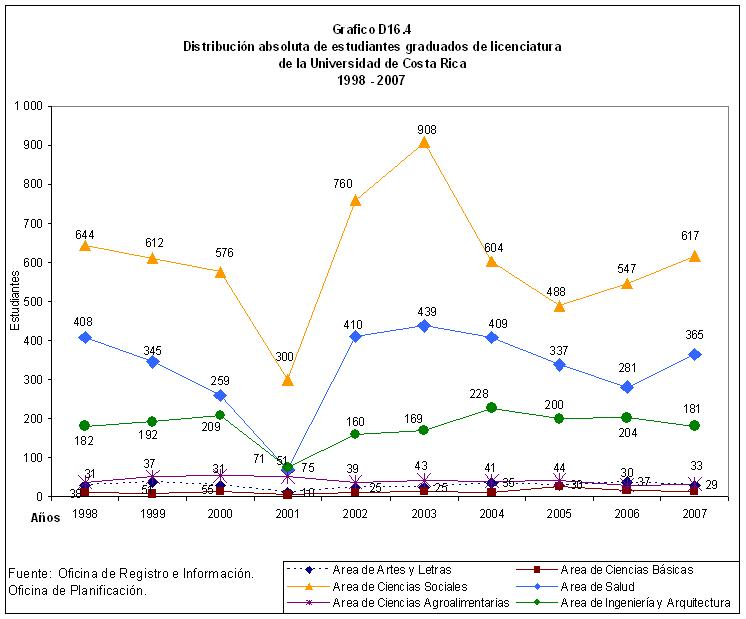 Grafico D16.4
Distribución absoluta de estudiantes graduados de licenciatura
de la Universidad de Costa Rica
1998 - 2007
Estudiantes
1 000
900
800
700
600
500
400
300
200
100
0
644 612 576 300 760 908 604 488 547 617
408 345 259 71 410 439 409 337 281 365
182 192 209 75 160 169 228 200 204 181
31 37 31 51 39 43 41 44 30 33
38 51 55 10 25 25 35 30 37 29
Años 1998 1999 2000 2001 2002 2003 2004 2005 2006 2007
Fuente: Oficina de Registro e Información.
Oficina de Planificación.
Area de Artes y Letras Area de Ciencias Básicas
Area de Ciencias Sociales Area de Salud
Area de Ciencias Agroalimentarias Area de Ingeniería y Arquitectura